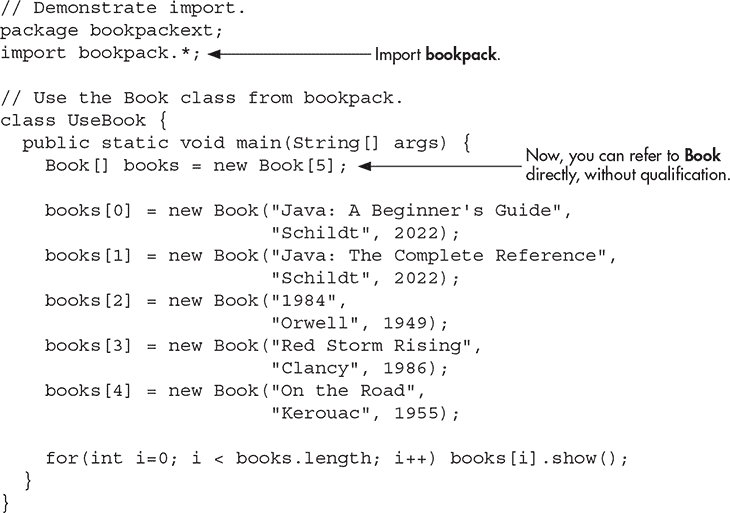 // Demonstrate import.
package bookpackext;
import bookpack.*;
Import bookpack.
// Use the Book class from bookpack.
class UseBook {
  public static void main(String[] args) {
    Book[] books = new Book[5];
Now, you can refer to Book
directly, without qualification.
    books[0] = new Book("Java: A Beginner's Guide",
                        "Schildt", 2022);
    books[1] = new Book("Java: The Complete Reference",
                        "Schildt", 2022);
    books[2] = new Book("1984",
                        "Orwell", 1949);
    books[3] = new Book("Red Storm Rising",
                        "Clancy", 1986);
    books[4] = new Book("On the Road",
                        "Kerouac", 1955);
    for(int i=0; i < books.length; i++) books[i].show();
  }
}